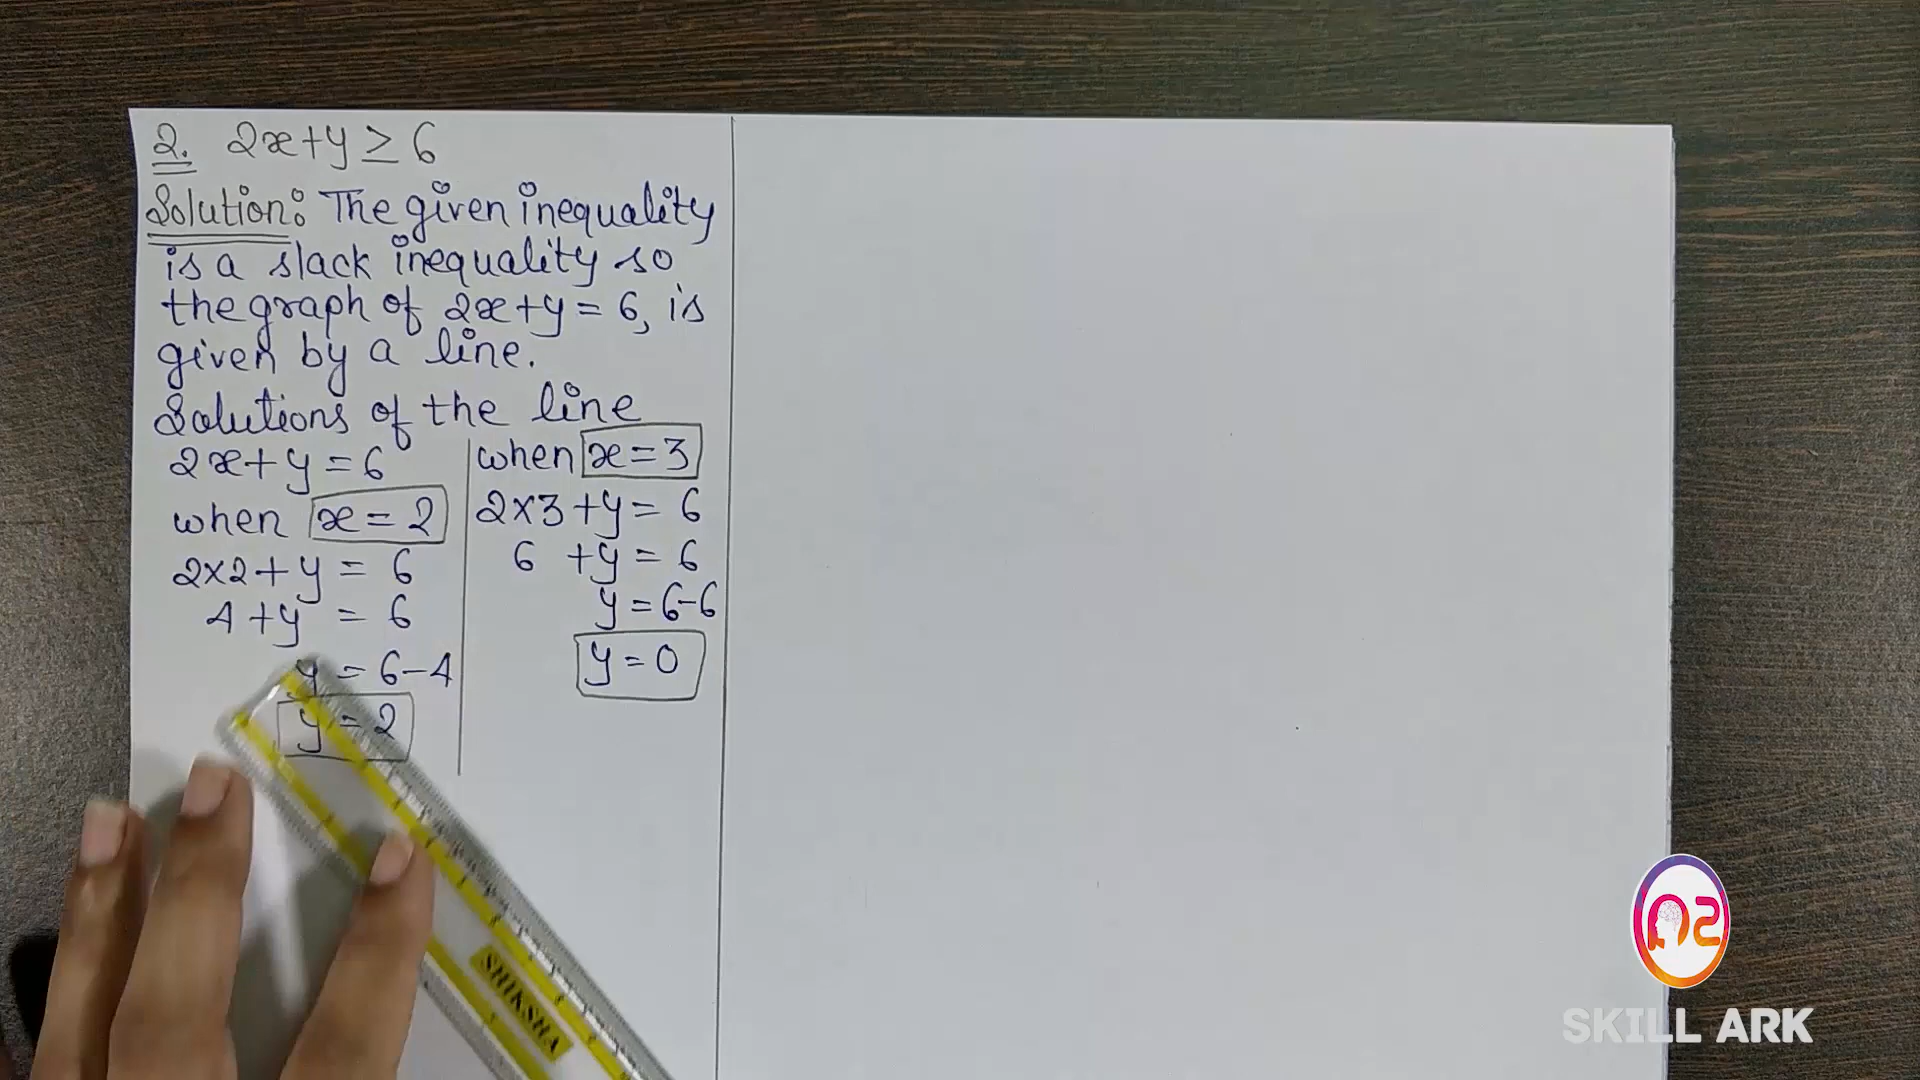 2. 2x+y ≥ 6
Solution: The given inequality
is a slack inequality so
the graph of 2x+y = 6, is
given by a line.
Solutions of the line
2x+y = 6
when x = 2
2×2+y = 6
4+y = 6
y = 6-4
y = 2
when x = 3
2×3+y = 6
6 +y = 6
y = 6-6
y = 0
SHIKSHA
SKILL ARK